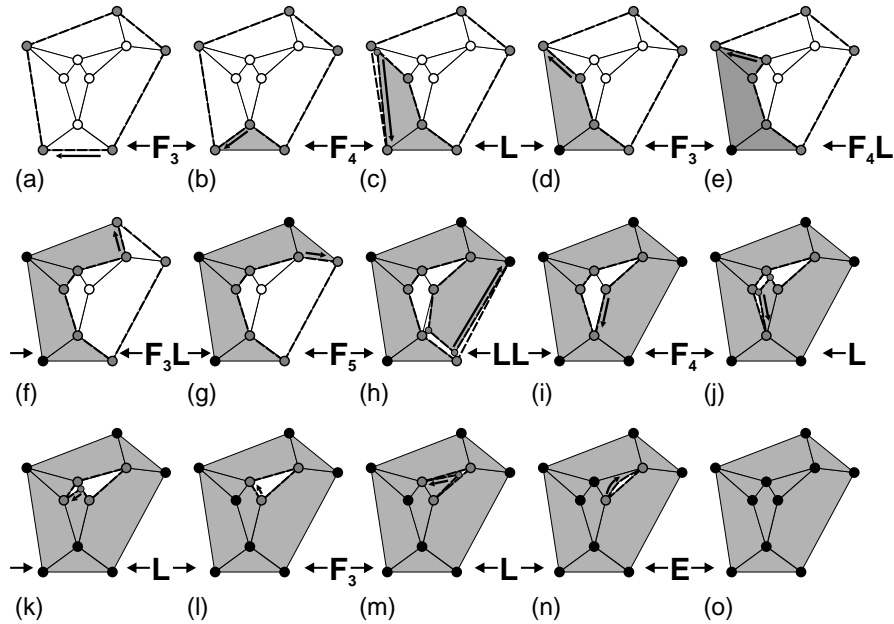 F3 F4 L F3 F4L
(a) (b) (c) (d) (e)
F3L F5 LL F4 L
(f) (g) (h) (i) (j)
L F3 L E
(k) (l) (m) (n) (o)